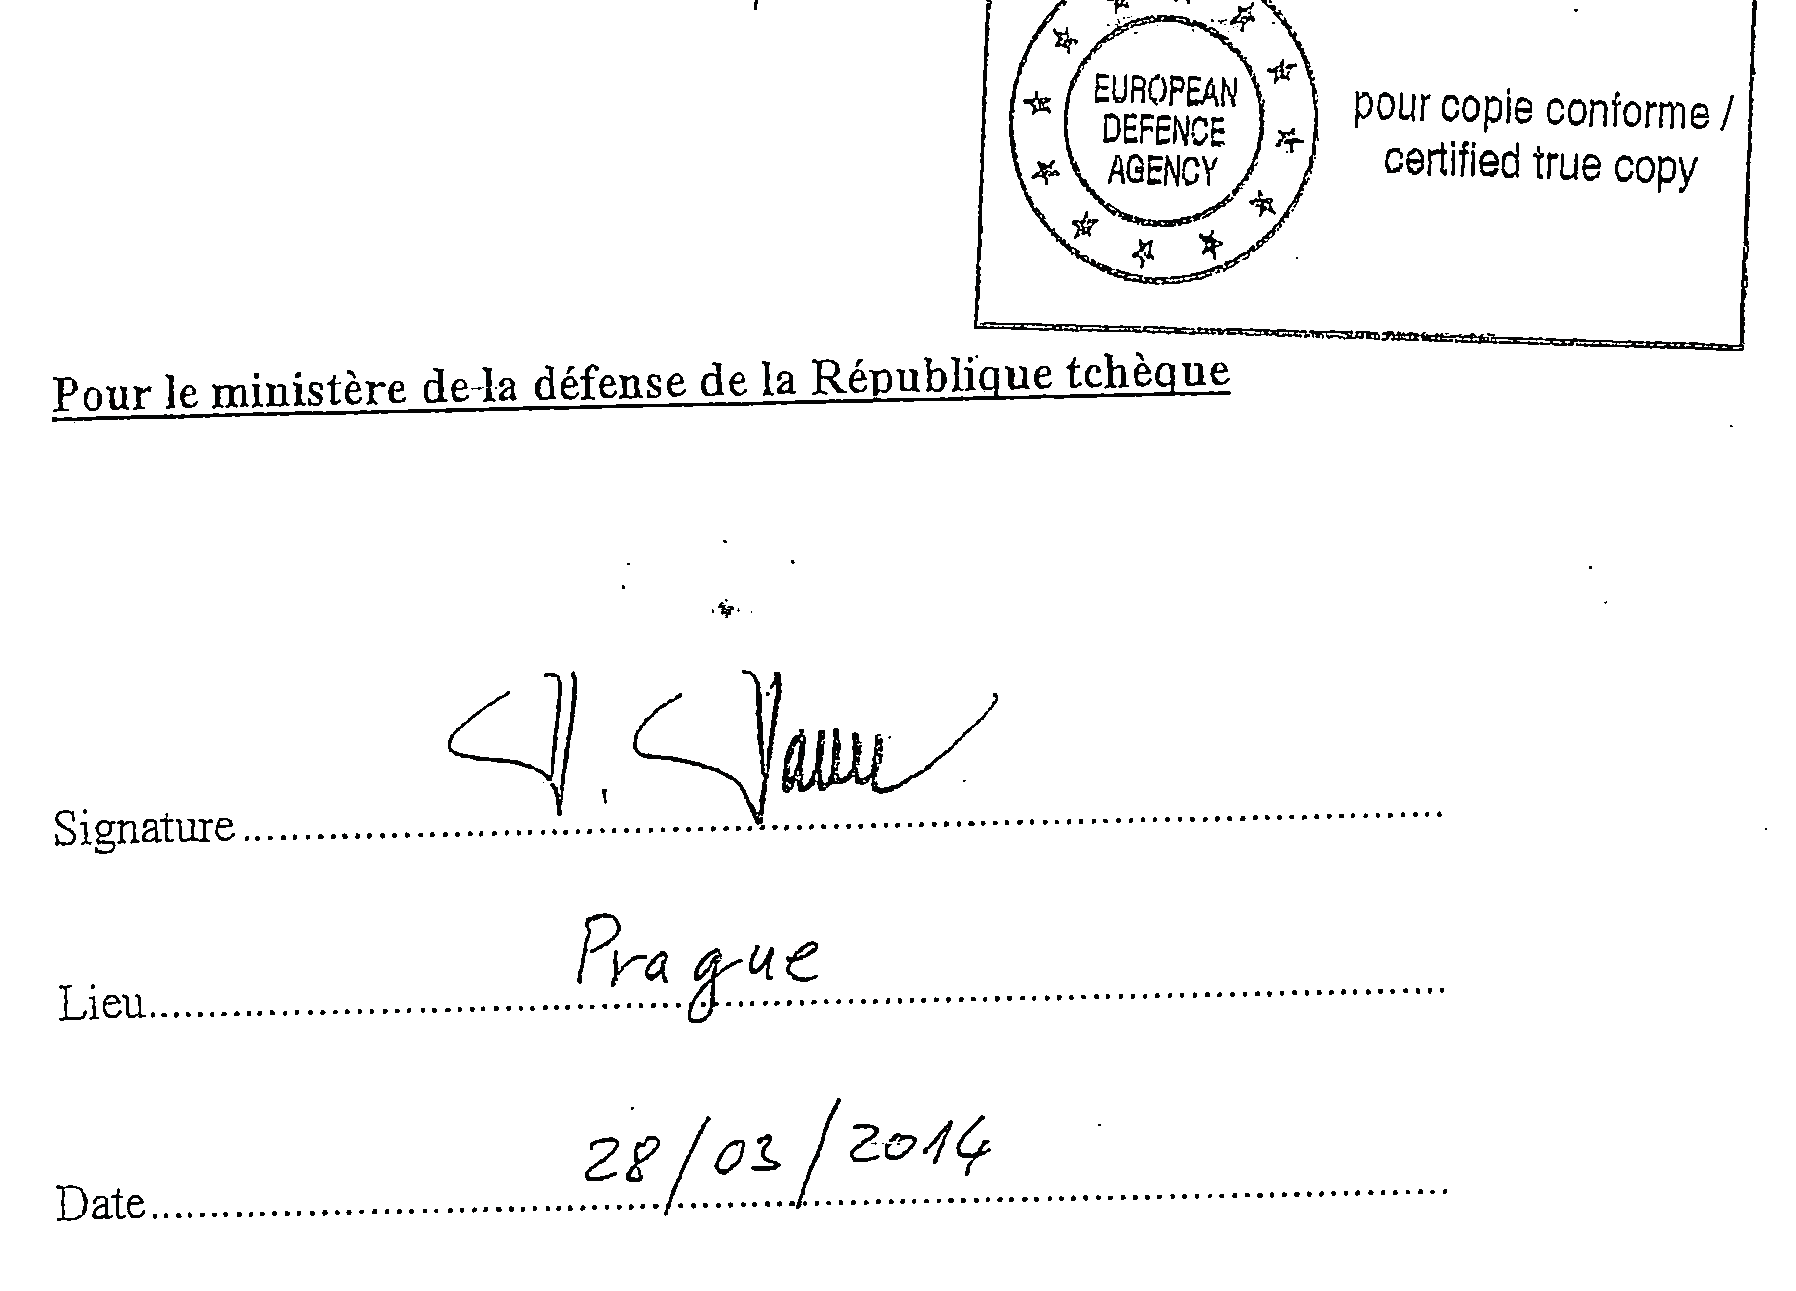 EUROPEAN
DEFENCE
AGENCY
pour copie conforme /
certified true copy
Pour le ministère de la défense de la République tchèque
Signature
Lieu Prague
Date 28/03/2014